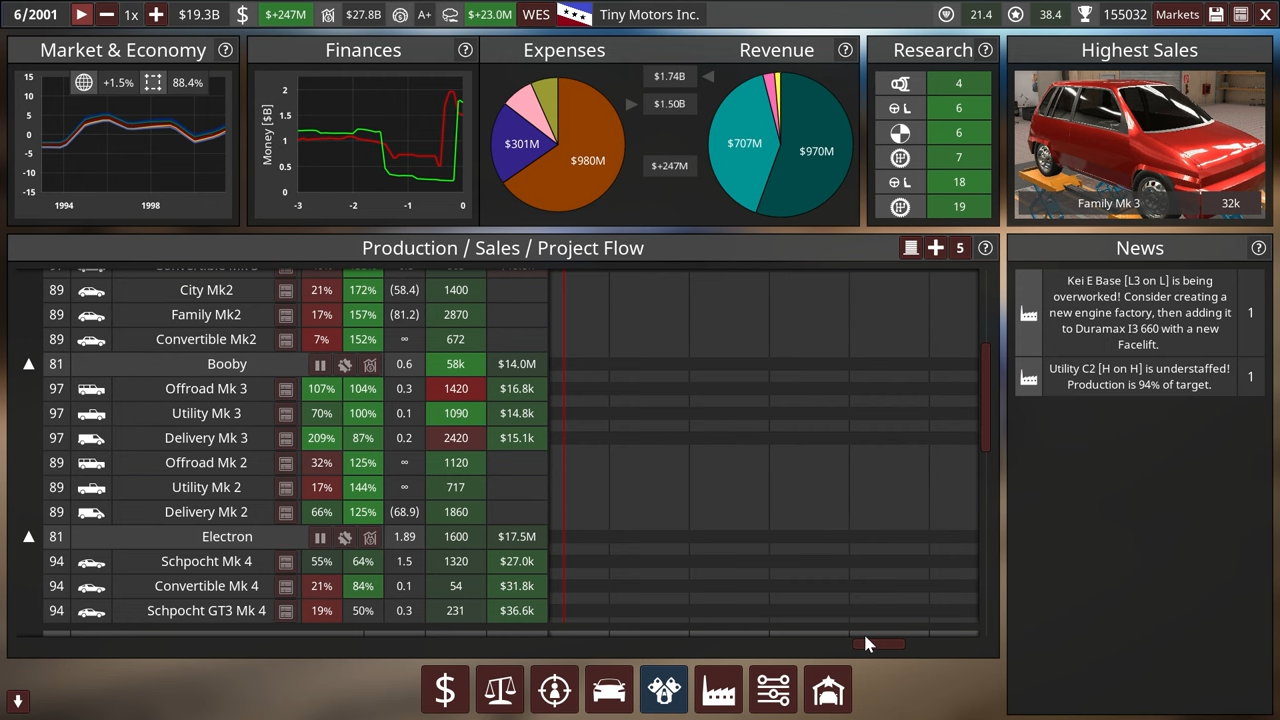 6/2001 1x $19.3B $+247M $27.8B A+ $+23.0M WES Tiny Motors Inc. 21.4 38.4 155032 Markets
Market & Economy
+1.5% 88.4%
15
10
5
0
-5
-10
-15
1994 1998
Finances
Money [$B]
2
1.5
1
0.5
0
-3 -2 -1 0
Expenses Revenue
$301M $980M
$1.74B
$1.50B
$+247M
$707M $970M
Research
4
L 6
6
7
L 18
19
Highest Sales
Family Mk 3 32k
Production / Sales / Project Flow 5
89 City Mk2 21% 172% (58.4) 1400
89 Family Mk2 17% 157% (81.2) 2870
89 Convertible Mk2 7% 152% ∞ 672
81 Booby 0.6 58k $14.0M
97 Offroad Mk 3 107% 104% 0.3 1420 $16.8k
97 Utility Mk 3 70% 100% 0.1 1090 $14.8k
97 Delivery Mk 3 209% 87% 0.2 2420 $15.1k
89 Offroad Mk 2 32% 125% ∞ 1120
89 Utility Mk 2 17% 144% ∞ 717
89 Delivery Mk 2 66% 125% (68.9) 1860
81 Electron 1.89 1600 $17.5M
94 Schpocht Mk 4 55% 64% 1.5 1320 $27.0k
94 Convertible Mk 4 21% 84% 0.1 54 $31.8k
94 Schpocht GT3 Mk 4 19% 50% 0.3 231 $36.6k
News
Kei E Base [L3 on L] is being
overworked! Consider creating a
new engine factory, then adding it
to Duramax I3 660 with a new
Facelift.
1
Utility C2 [H on H] is understaffed!
Production is 94% of target.
1